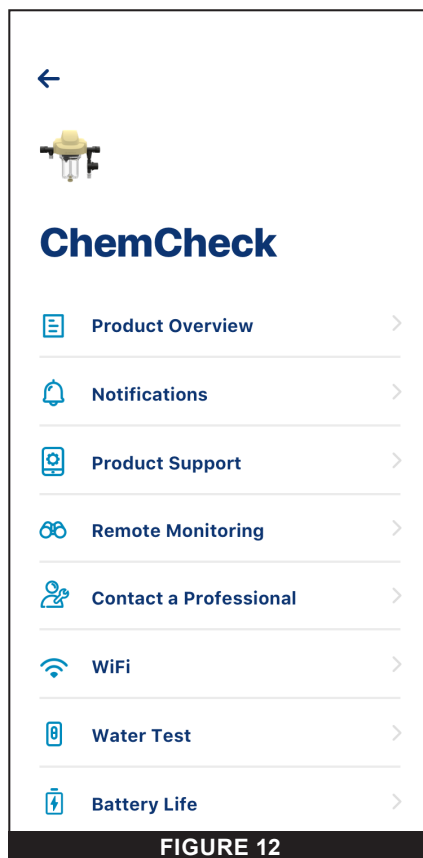 ChemCheck
Product Overview
Notifications
Product Support
Remote Monitoring
Contact a Professional
WiFi
Water Test
Battery Life
FIGURE 12